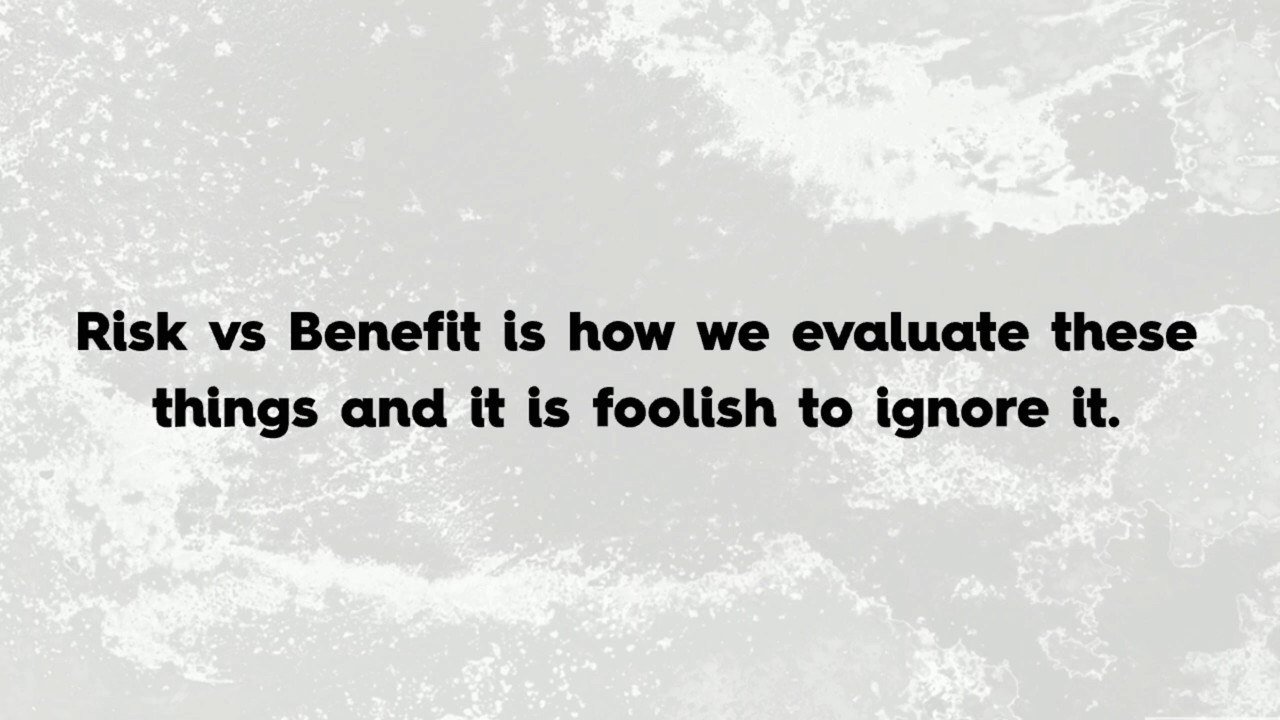 Risk vs Benefit is how we evaluate these
things and it is foolish to ignore it.